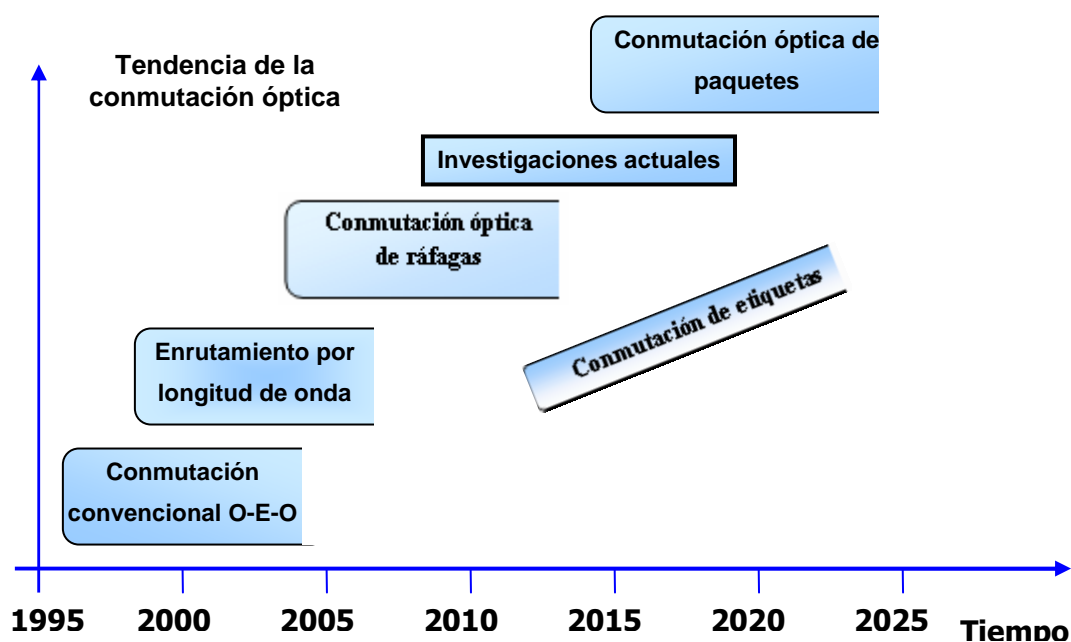 Conmutación óptica de
paquetes
Tendencia de la
conmutación óptica
Investigaciones actuales
Conmutación óptica
de ráfagas
Conmutación de etiquetas
Enrutamiento por
longitud de onda
Conmutación
convencional O-E-O
1995 2000 2005 2010 2015 2020 2025 Tiempo